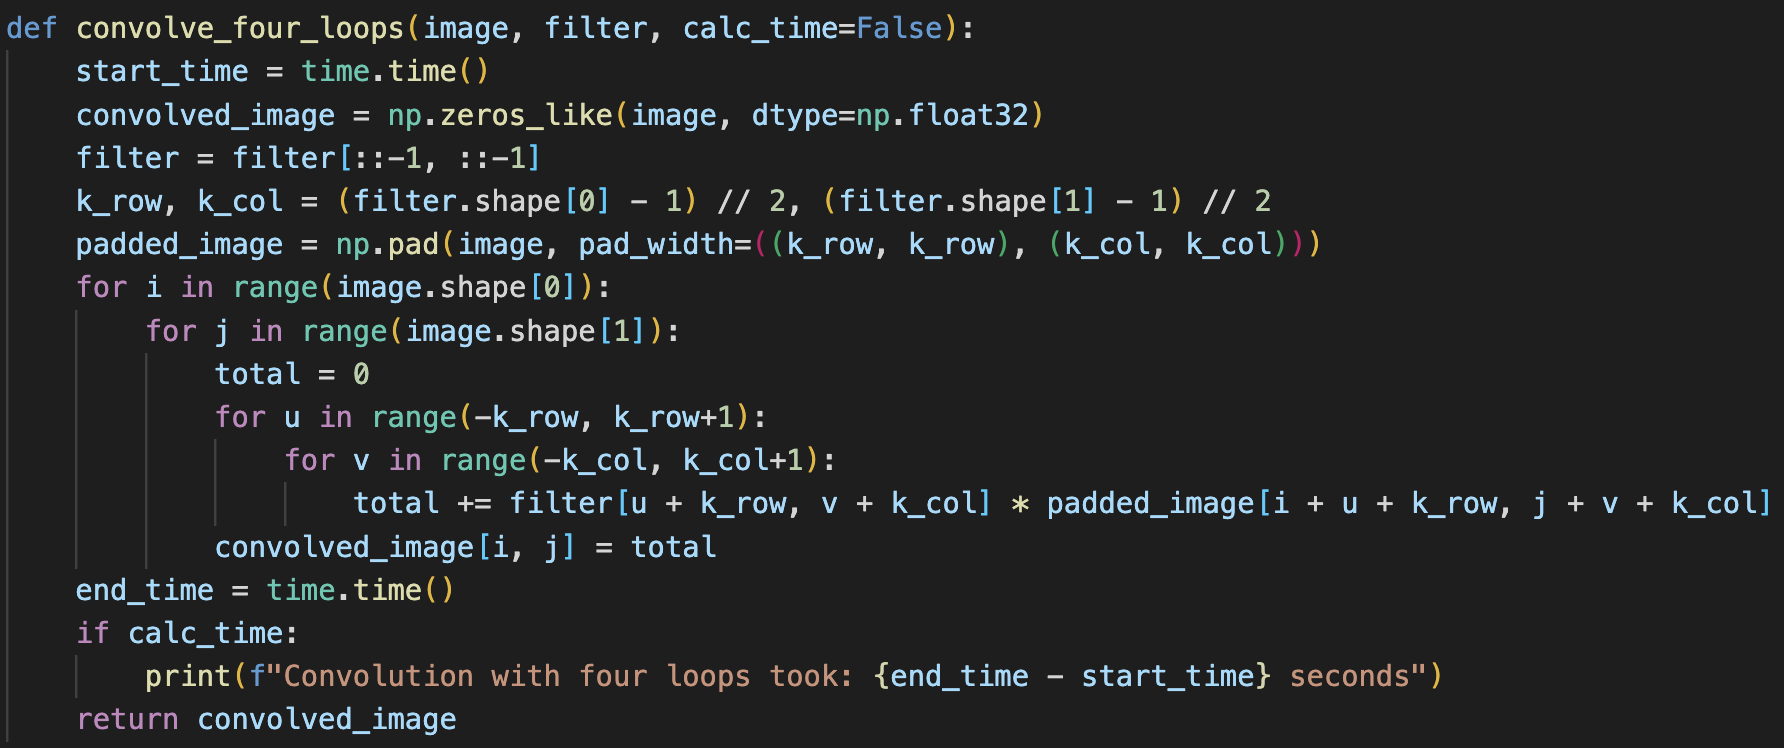 def convolve_four_loops(image, filter, calc_time=False):
    start_time = time.time()
    convolved_image = np.zeros_like(image, dtype=np.float32)
    filter = filter[::-1, ::-1]
    k_row, k_col = (filter.shape[0] - 1) // 2, (filter.shape[1] - 1) // 2
    padded_image = np.pad(image, pad_width=((k_row, k_row), (k_col, k_col)))
    for i in range(image.shape[0]):
        for j in range(image.shape[1]):
            total = 0
            for u in range(-k_row, k_row+1):
                for v in range(-k_col, k_col+1):
                    total += filter[u + k_row, v + k_col] * padded_image[i + u + k_row, j + v + k_col]
            convolved_image[i, j] = total
    end_time = time.time()
    if calc_time:
        print(f"Convolution with four loops took: {end_time - start_time} seconds")
    return convolved_image